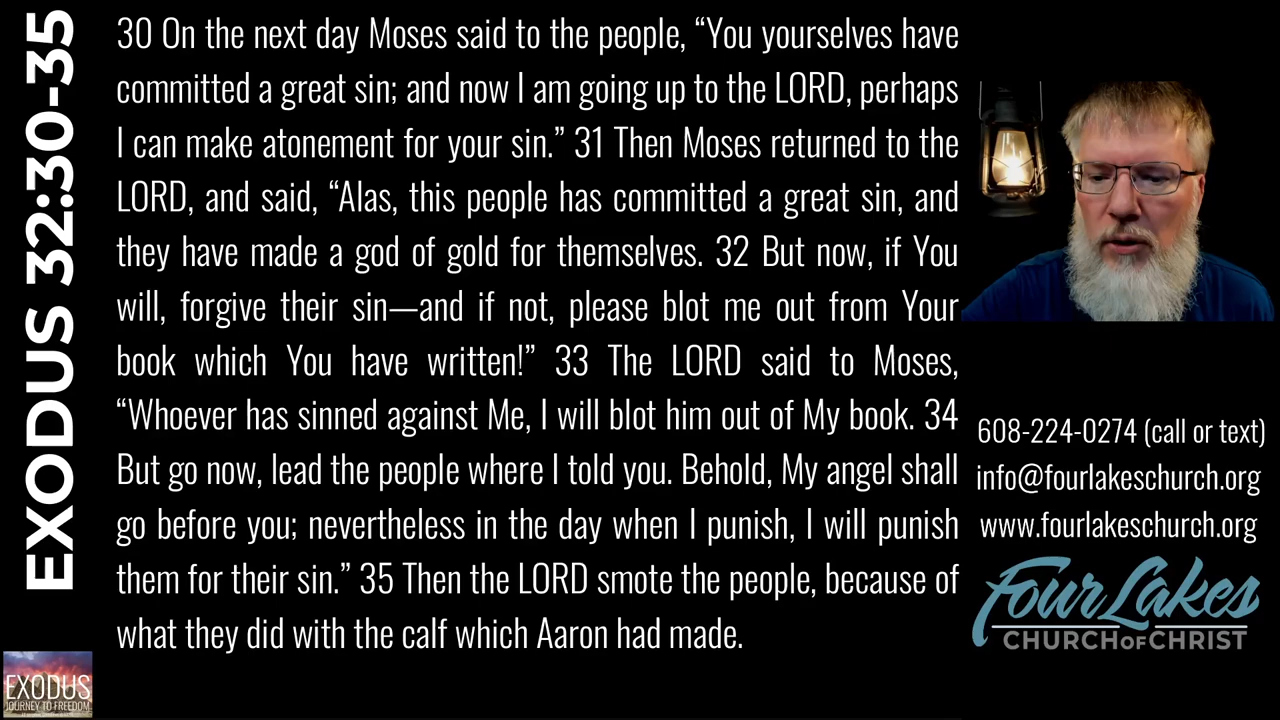 EXODUS 32:30-35
30 On the next day Moses said to the people, “You yourselves have
committed a great sin; and now I am going up to the LORD, perhaps
I can make atonement for your sin.” 31 Then Moses returned to the
LORD, and said, “Alas, this people has committed a great sin, and
they have made a god of gold for themselves. 32 But now, if You
will, forgive their sin—and if not, please blot me out from Your
book which You have written!” 33 The LORD said to Moses,
“Whoever has sinned against Me, I will blot him out of My book. 34
But go now, lead the people where I told you. Behold, My angel shall
go before you; nevertheless in the day when I punish, I will punish
them for their sin.” 35 Then the LORD smote the people, because of
what they did with the calf which Aaron had made.
608-224-0274 (call or text)
info@fourlakeschurch.org
www.fourlakeschurch.org
Four Lakes
CHURCH OF CHRIST
EXODUS
JOURNEY TO FREEDOM